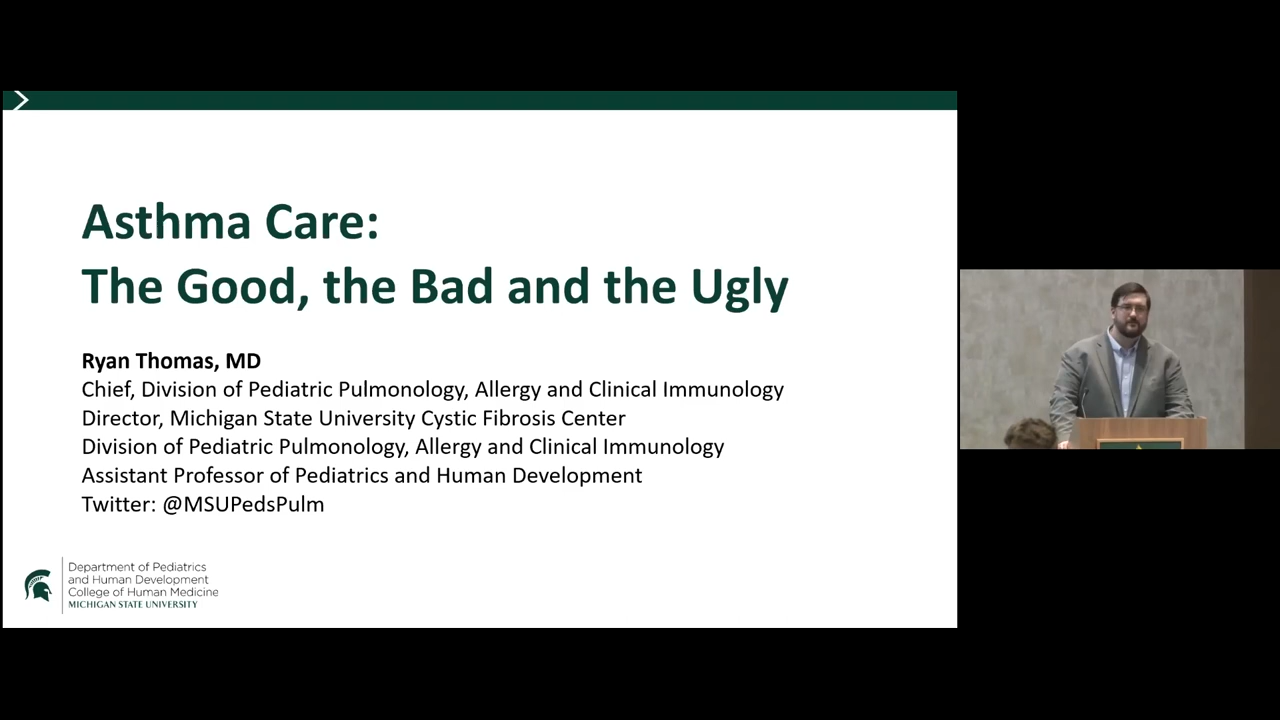 Asthma Care:
The Good, the Bad and the Ugly
Ryan Thomas, MD
Chief, Division of Pediatric Pulmonology, Allergy and Clinical Immunology
Director, Michigan State University Cystic Fibrosis Center
Division of Pediatric Pulmonology, Allergy and Clinical Immunology
Assistant Professor of Pediatrics and Human Development
Twitter: @MSUPedsPulm
Department of Pediatrics
and Human Development
College of Human Medicine
MICHIGAN STATE UNIVERSITY